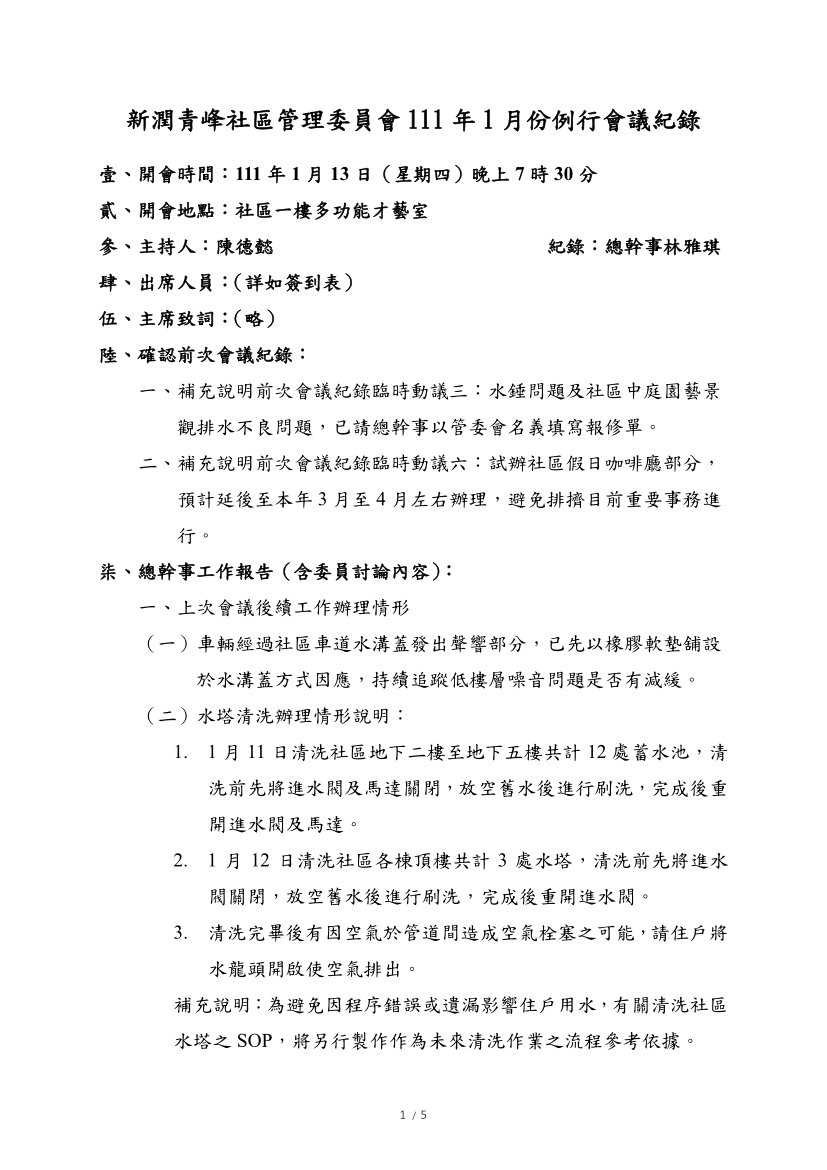 新潤青峰社區管理委員會 111 年 1 月份例行會議紀錄
壹、開會時間：111 年 1 月 13 日（星期四）晚上 7 時 30 分
貳、開會地點：社區一樓多功能才藝室
參、主持人：陳德懿 紀錄：總幹事林雅琪
肆、出席人員：（詳如簽到表）
伍、主席致詞：（略）
陸、確認前次會議紀錄：
一、補充說明前次會議紀錄臨時動議三：水錘問題及社區中庭園藝景
觀排水不良問題，已請總幹事以管委會名義填寫報修單。
二、補充說明前次會議紀錄臨時動議六：試辦社區假日咖啡廳部分，
預計延後至本年 3 月至 4 月左右辦理，避免排擠目前重要事務進
行。
柒、總幹事工作報告（含委員討論內容）：
一、上次會議後續工作辦理情形
（一）車輛經過社區車道水溝蓋發出聲響部分，已先以橡膠軟墊舖設
於水溝蓋方式因應，持續追蹤低樓層噪音問題是否有減緩。
（二）水塔清洗辦理情形說明：
1. 1 月 11 日清洗社區地下二樓至地下五樓共計 12 處蓄水池，清
洗前先將進水閥及馬達關閉，放空舊水後進行刷洗，完成後重
開進水閥及馬達。
2. 1 月 12 日清洗社區各棟頂樓共計 3 處水塔，清洗前先將進水
閥關閉，放空舊水後進行刷洗，完成後重開進水閥。
3. 清洗完畢後有因空氣於管道間造成空氣栓塞之可能，請住戶將
水龍頭開啟使空氣排出。
補充說明：為避免因程序錯誤或遺漏影響住戶用水，有關清洗社區
水塔之 SOP，將另行製作作為未來清洗作業之流程參考依據。
1 / 5